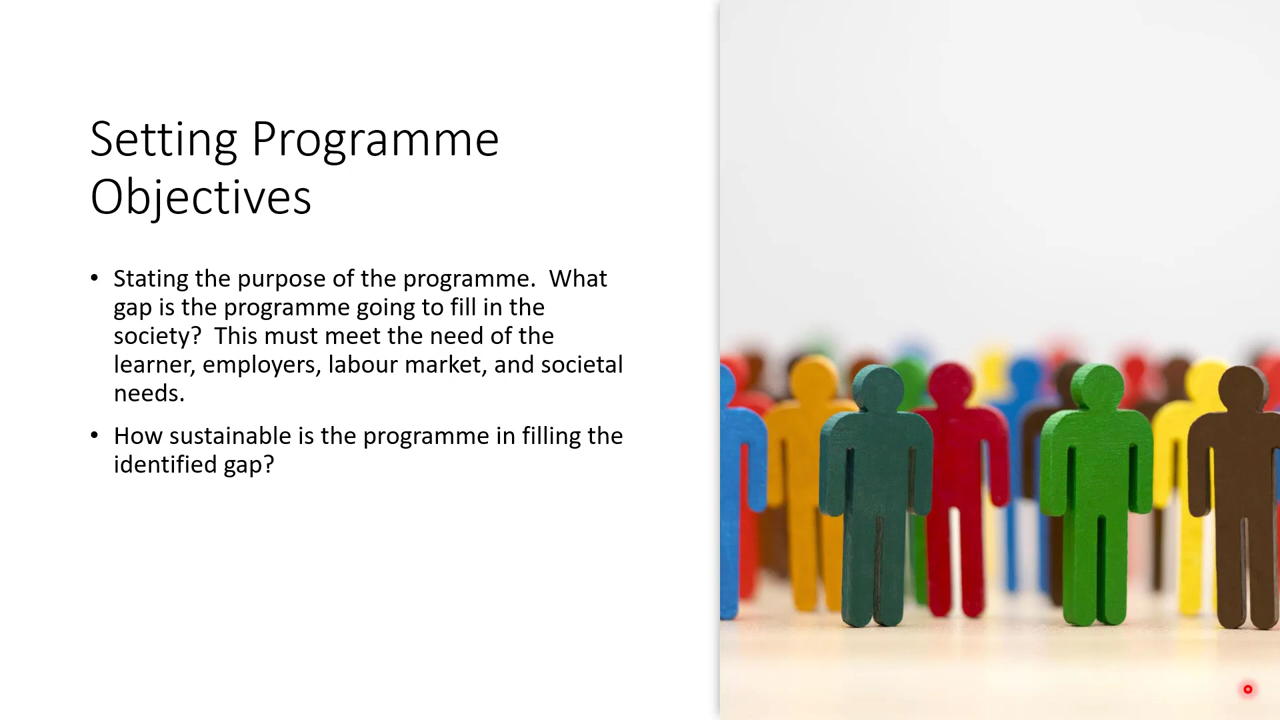 Setting Programme
Objectives
• Stating the purpose of the programme.  What
gap is the programme going to fill in the
society?  This must meet the need of the
learner, employers, labour market, and societal
needs.
• How sustainable is the programme in filling the
identified gap?